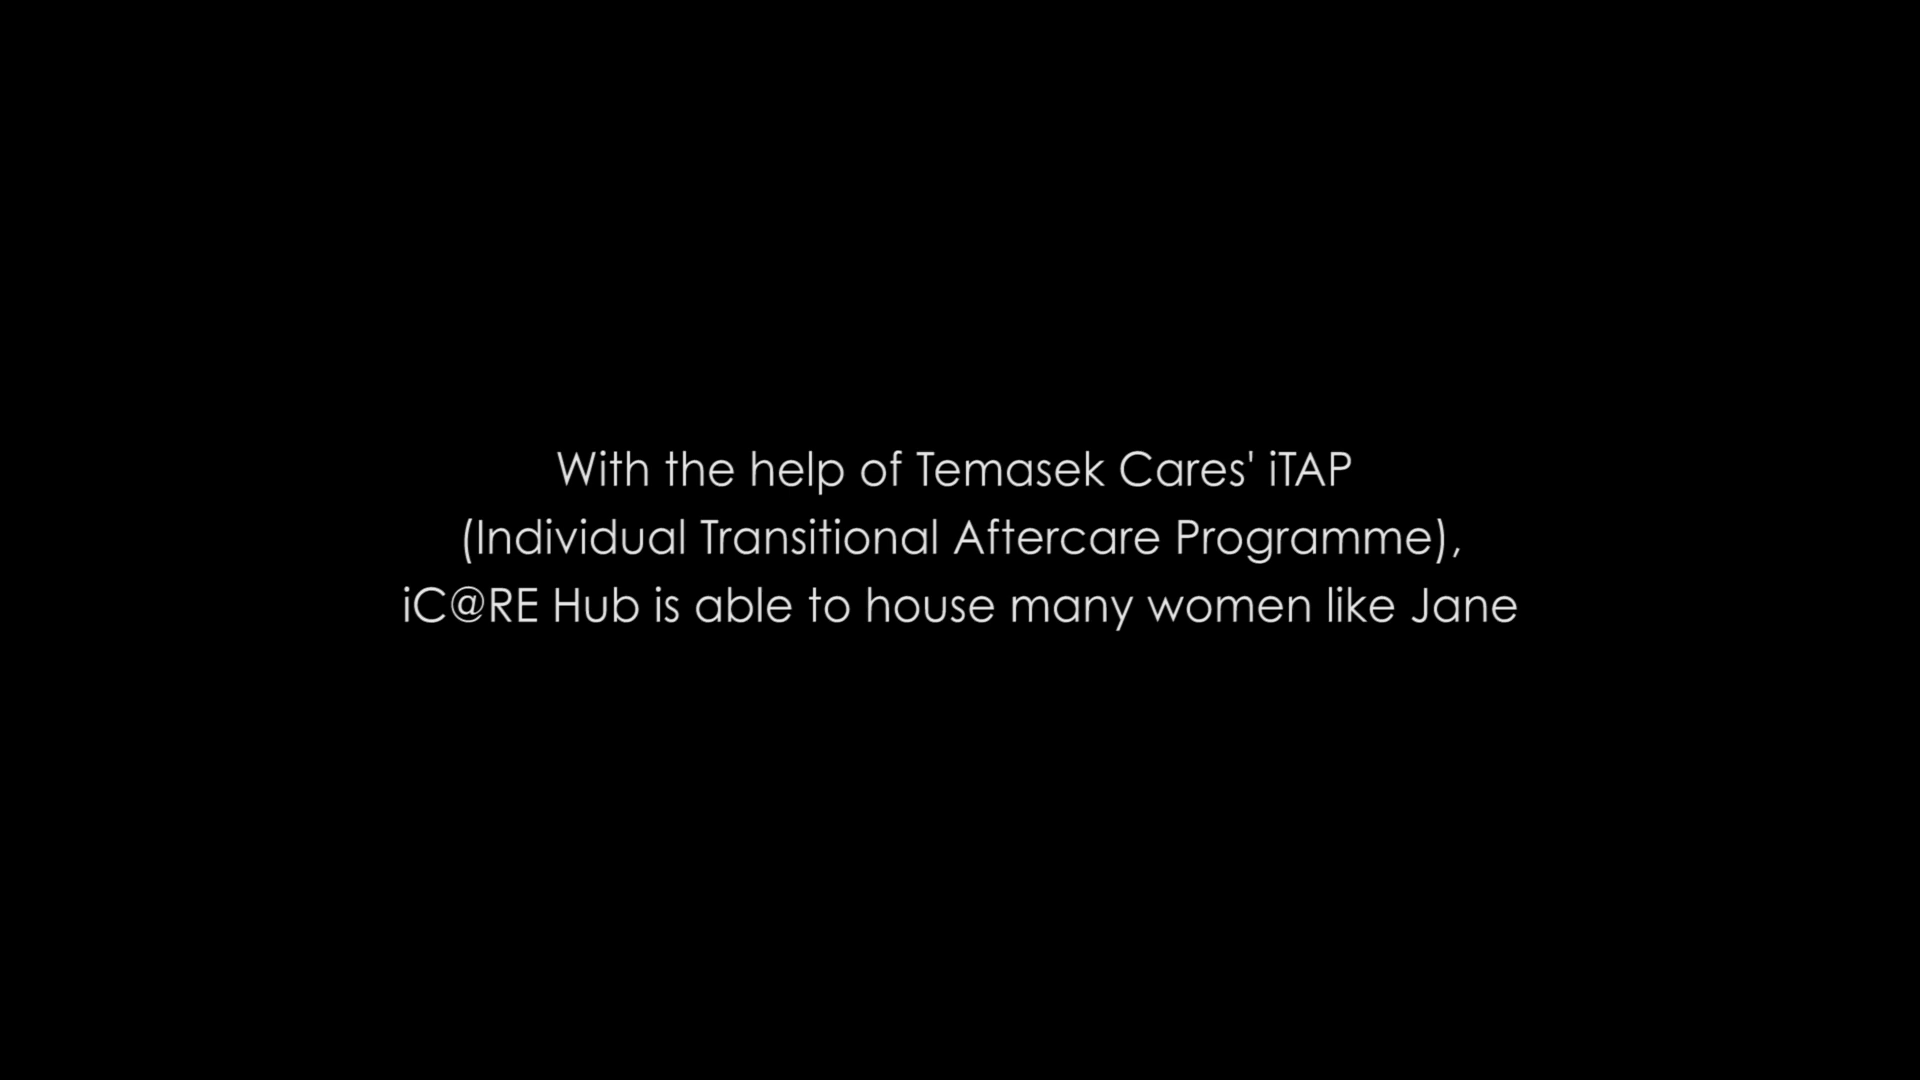 With the help of Temasek Cares' iTAP
(Individual Transitional Aftercare Programme),
iC@RE Hub is able to house many women like Jane